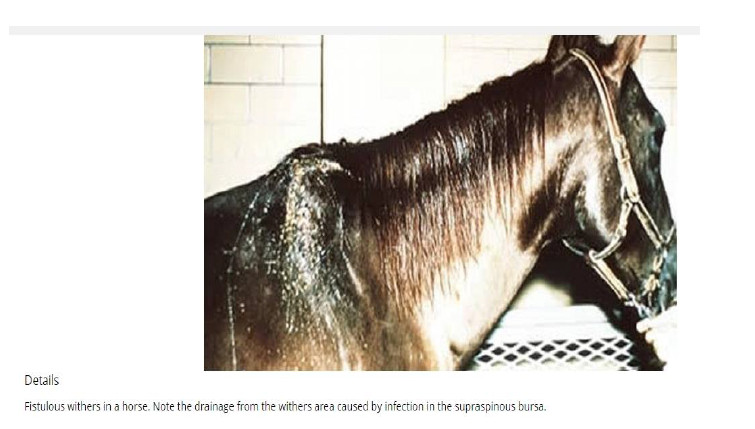 Details
Fistulous withers in a horse. Note the drainage from the withers area caused by infection in the supraspinous bursa.